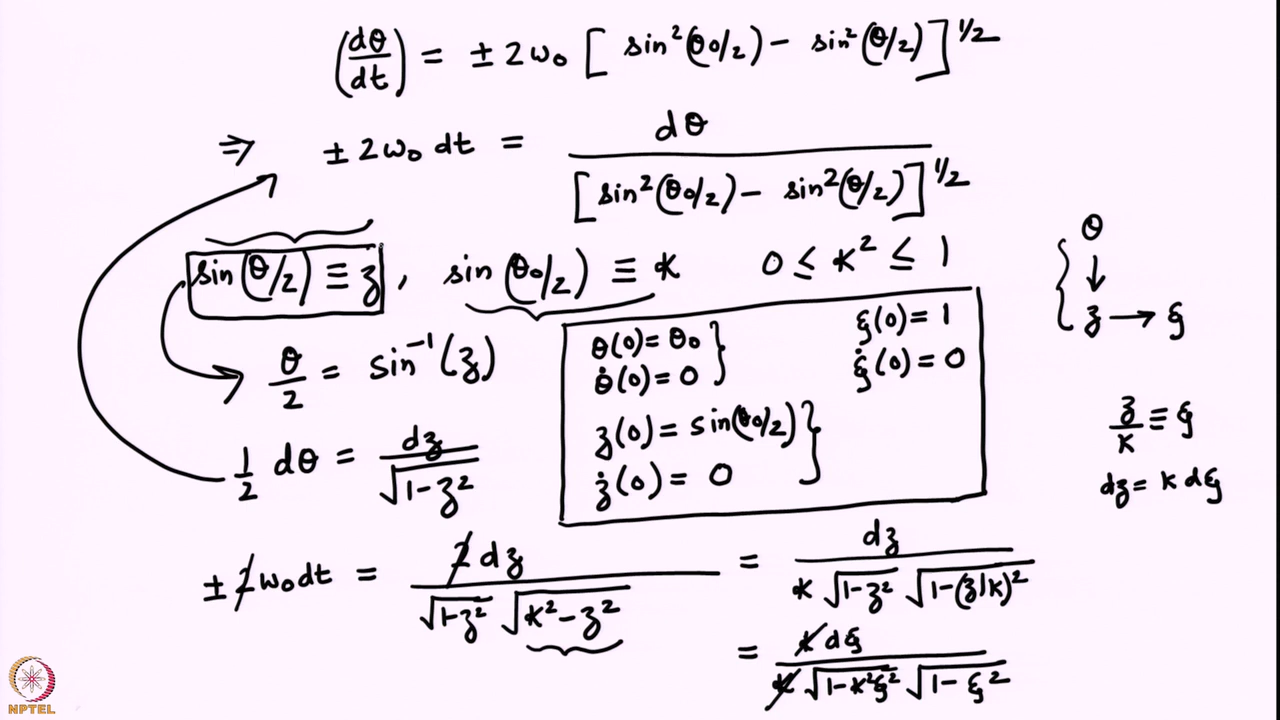 (dθ/dt) = ± 2ω₀ [ sin²(θ₀/2) − sin²(θ/2) ]^1/2
⇒ ± 2ω₀ dt = dθ / [sin²(θ₀/2) − sin²(θ/2)]^1/2
sin(θ/2) ≡ z , sin(θ₀/2) ≡ k 0 ≤ k² ≤ 1
θ ↓ z → ξ
θ/2 = sin⁻¹(z)
θ(0) = θ₀ ξ(0) = 1
θ̇(0) = 0 ξ̇(0) = 0
z(0) = sin(θ₀/2)
ż(0) = 0
z/k ≡ ξ
dz = k dξ
1/2 dθ = dz / √(1−z²)
± 2ω₀dt = 2dz / √(1−z²) √(k²−z²) = dz / k √(1−z²) √(1−(z/k)²)
= k dξ / k √(1−k²ξ²) √(1−ξ²)
NPTEL